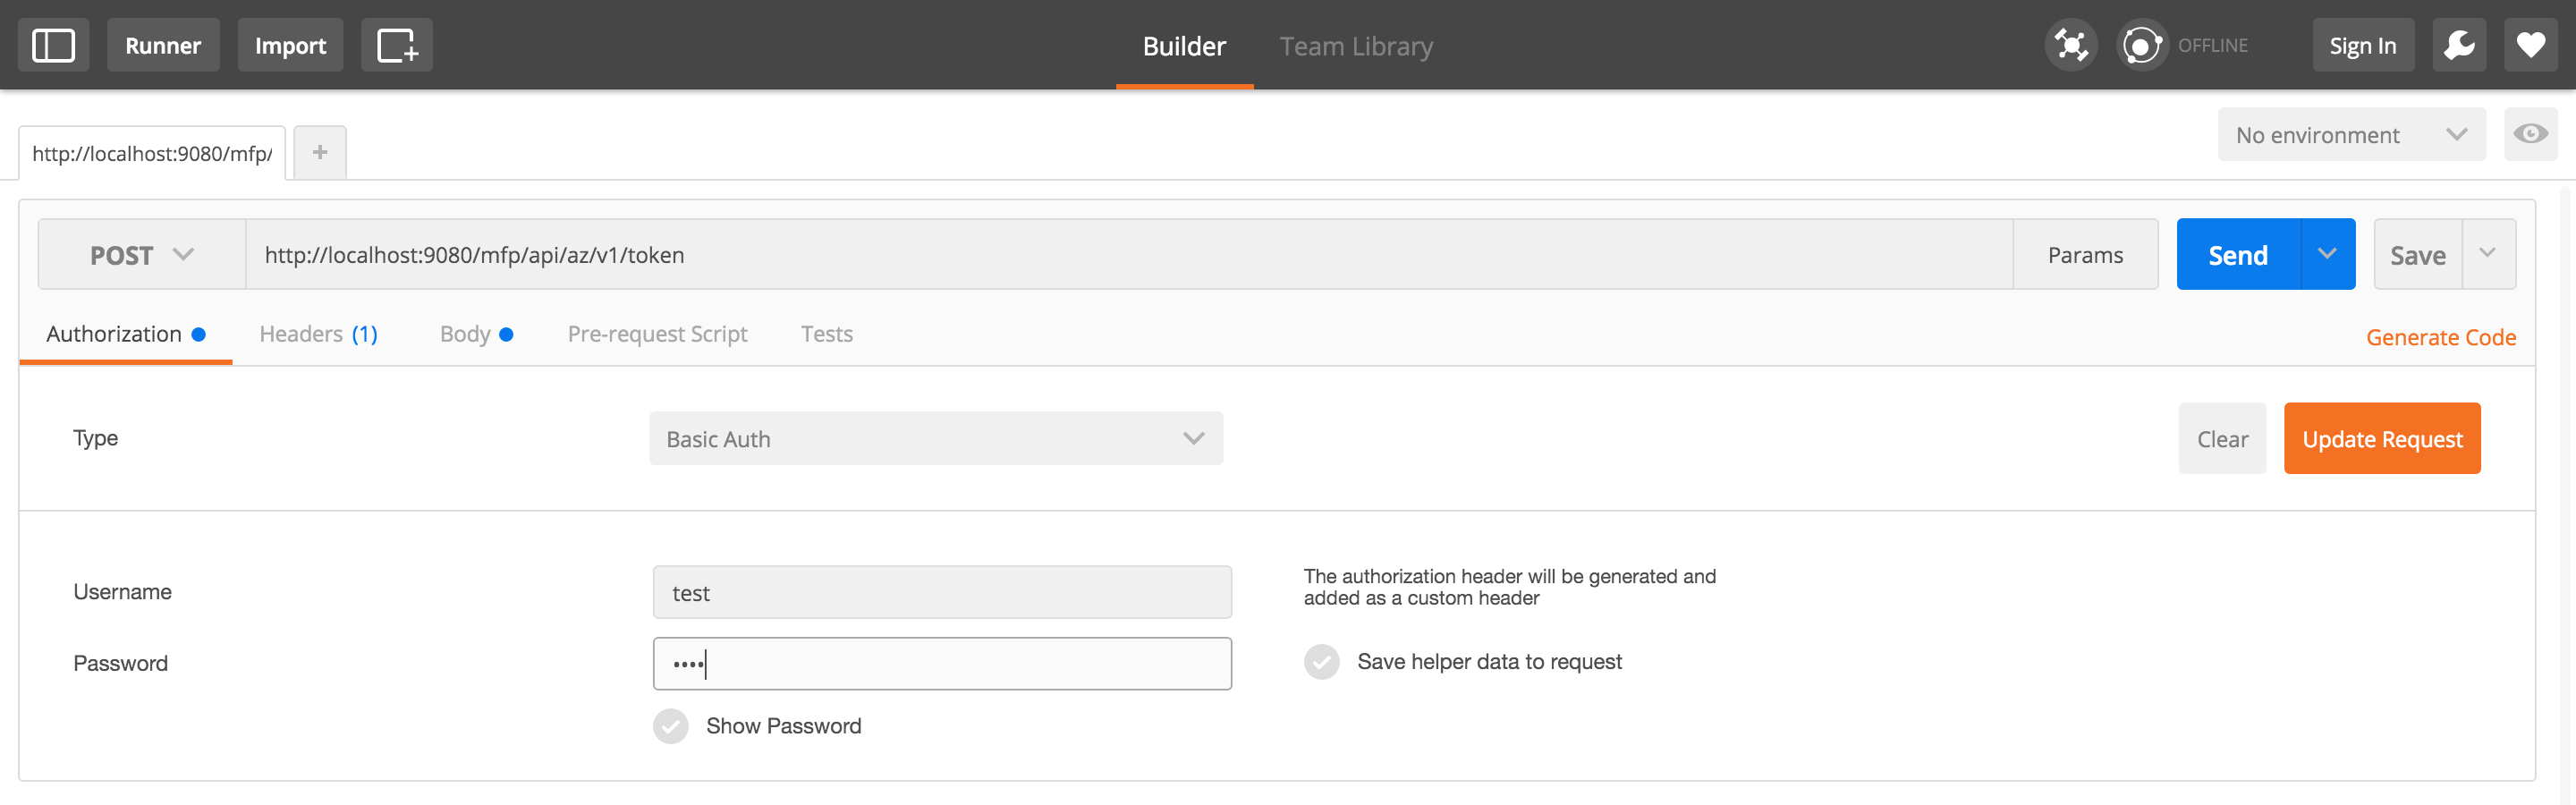 Runner Import Builder Team Library OFFLINE Sign In
http://localhost:9080/mfp/ + No environment
POST http://localhost:9080/mfp/api/az/v1/token Params Send Save
Authorization Headers (1) Body Pre-request Script Tests Generate Code
Type Basic Auth Clear Update Request
Username test The authorization header will be generated and
added as a custom header
Password •••• Save helper data to request
Show Password